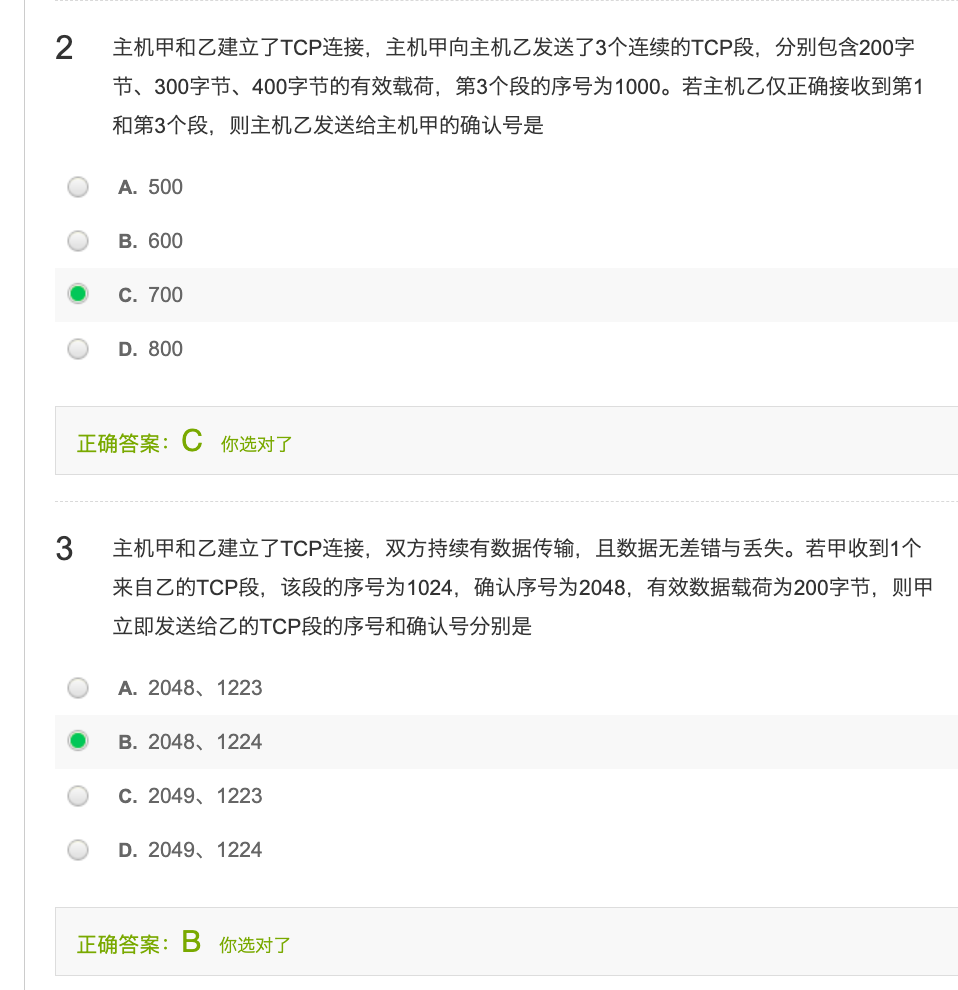 2
主机甲和乙建立了TCP连接，主机甲向主机乙发送了3个连续的TCP段，分别包含200字
节、300字节、400字节的有效载荷，第3个段的序号为1000。若主机乙仅正确接收到第1
和第3个段，则主机乙发送给主机甲的确认号是
A. 500
B. 600
C. 700
D. 800
正确答案：C 你选对了
3
主机甲和乙建立了TCP连接，双方持续有数据传输，且数据无差错与丢失。若甲收到1个
来自乙的TCP段，该段的序号为1024，确认序号为2048，有效数据载荷为200字节，则甲
立即发送给乙的TCP段的序号和确认号分别是
A. 2048、1223
B. 2048、1224
C. 2049、1223
D. 2049、1224
正确答案：B 你选对了